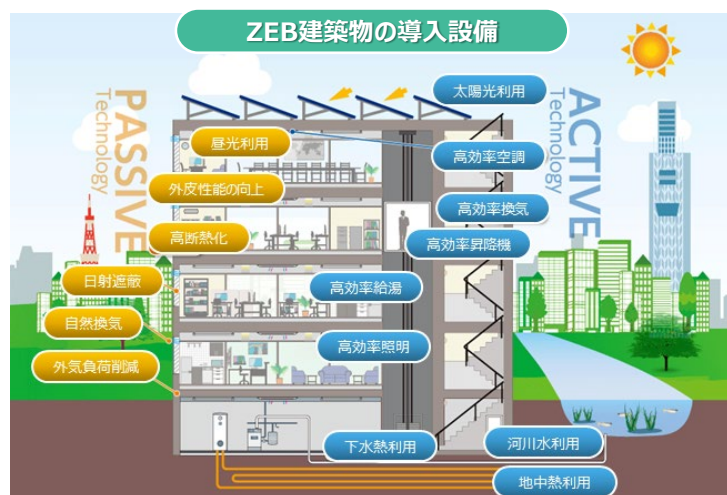 ZEB建築物の導入設備
PASSIVE
Technology
ACTIVE
Technology
太陽光利用
昼光利用
高効率空調
外皮性能の向上
高効率換気
高断熱化
高効率昇降機
日射遮蔽
高効率給湯
自然換気
高効率照明
外気負荷削減
下水熱利用
河川水利用
地中熱利用